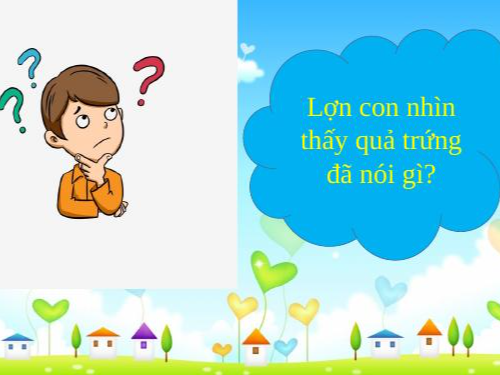 Lợn con nhìn
thấy quả trứng
đã nói gì?